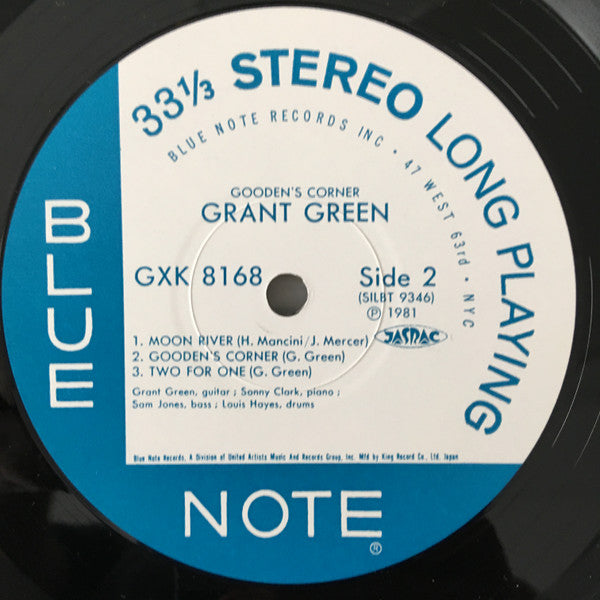 33⅓ STEREO LONG PLAYING
BLUE NOTE RECORDS INC • 47 WEST 63rd • NYC
GOODEN'S CORNER
GRANT GREEN
GXK 8168
Side 2
(SILBT 9346)
Ⓟ 1981
JASRAC
1. MOON RIVER (H. Mancini/J. Mercer)
2. GOODEN'S CORNER (G. Green)
3. TWO FOR ONE (G. Green)
Grant Green, guitar ; Sonny Clark, piano ;
Sam Jones, bass ; Louis Hayes, drums
Blue Note Records, A Division of United Artists Music And Records Group, Inc. Mfd by King Record Co., Ltd. Japan
BLUE
NOTE ®